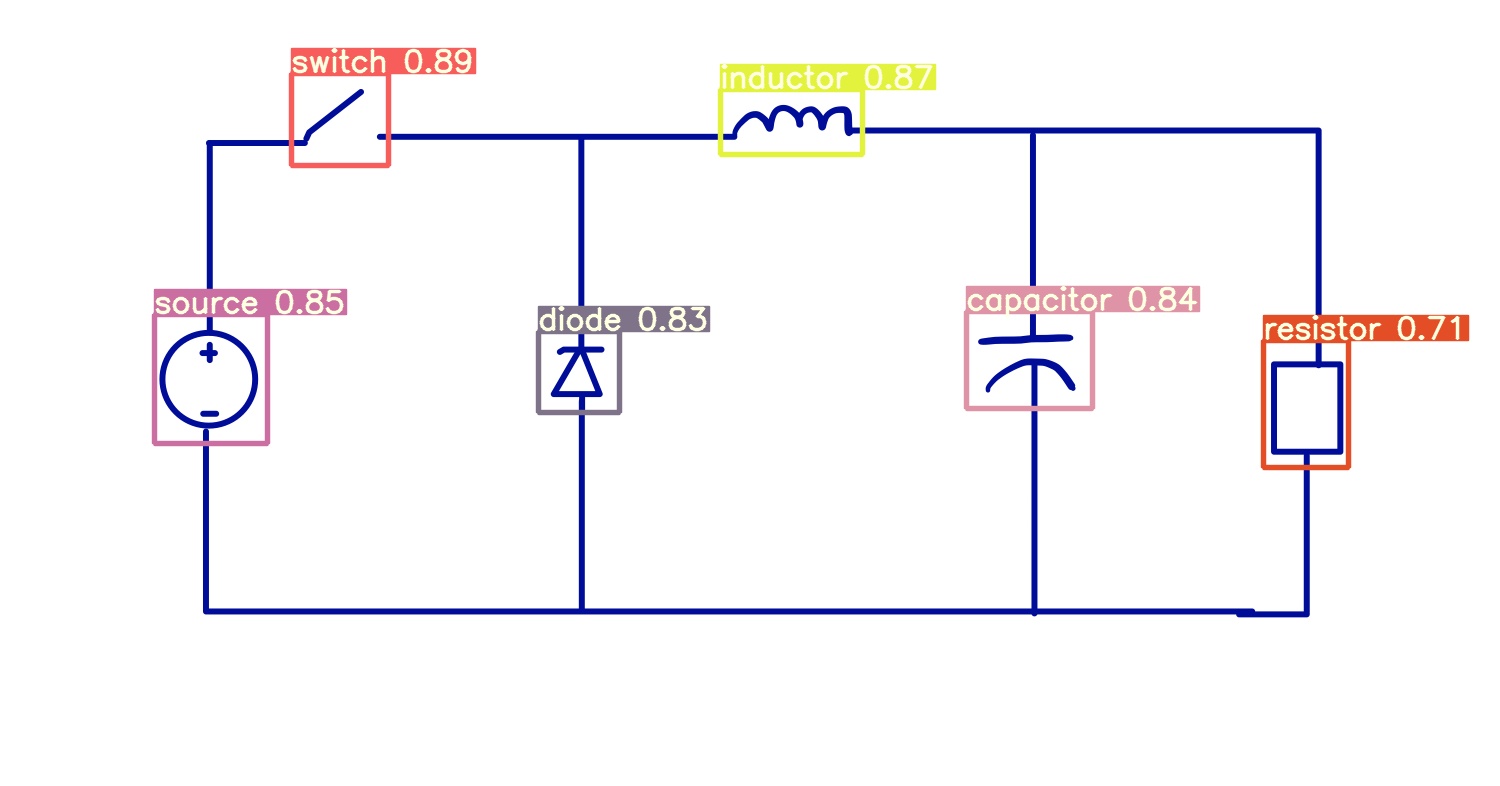 switch 0.89
inductor 0.87
source 0.85
diode 0.83
capacitor 0.84
resistor 0.71